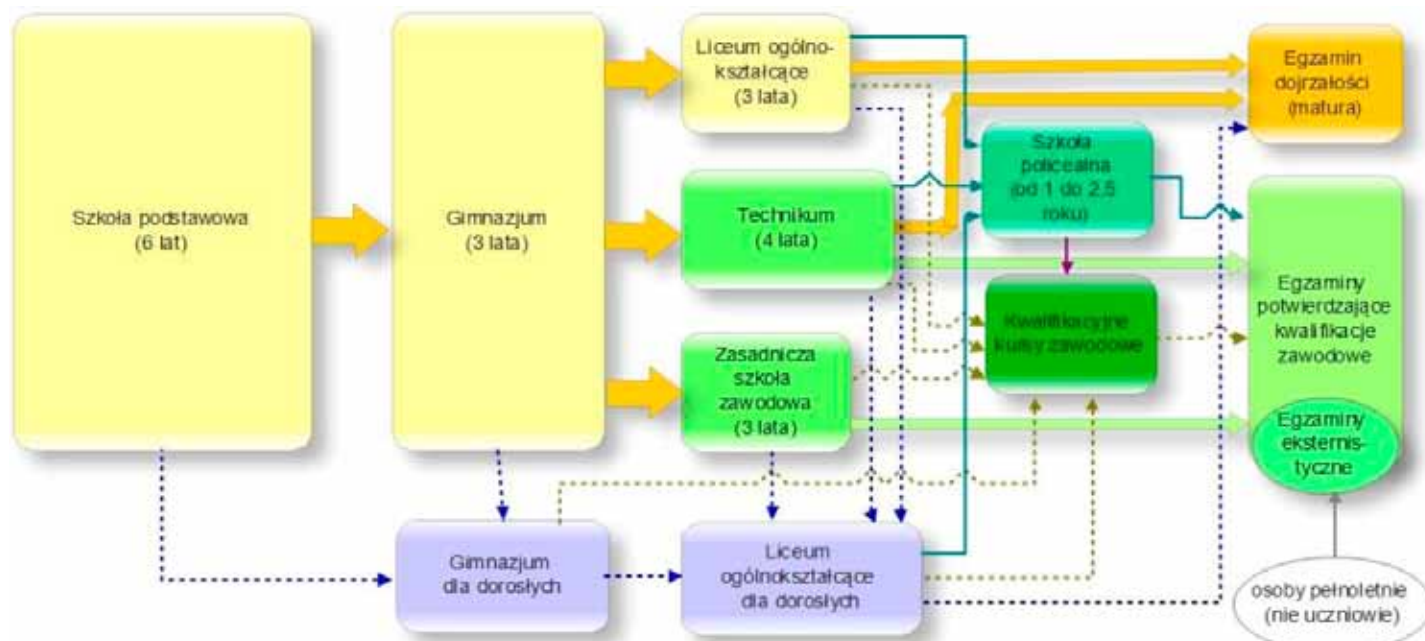 Szkoła podstawowa
(6 lat)
Gimnazjum
(3 lata)
Liceum ogólno-
kształcące
(3 lata)
Technikum
(4 lata)
Zasadnicza
szkoła
zawodowa
(3 lata)
Szkoła
policealna
(od 1 do 2,5
roku)
Kwalifikacyjne
kursy zawodowe
Egzamin
dojrzałości
(matura)
Egzaminy
potwierdzające
kwalifikacje
zawodowe
Egzaminy
eksternis-
tyczne
Gimnazjum
dla dorosłych
Liceum
ogólnokształcące
dla dorosłych
osoby pełnoletnie
(nie uczniowie)